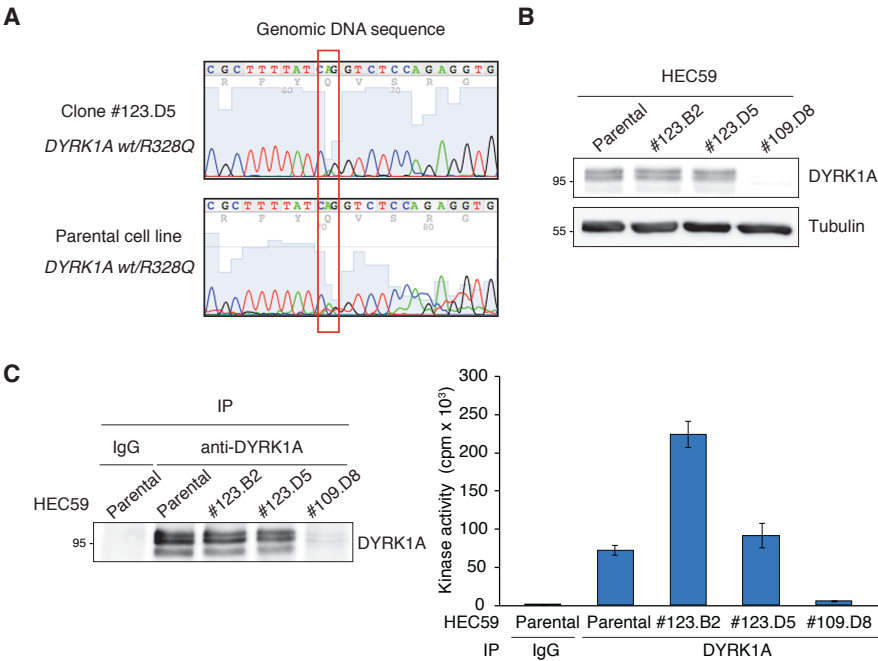 A
Genomic DNA sequence
C G C T T T T A T C A G G T C T C C A G A G G T G
R F Y Q V S R G
60 70
Clone #123.D5
DYRK1A wt/R328Q
C G C T T T T A T C A G G T C T C C A G A G G T G
R F Y Q V S R G
70 80
Parental cell line
DYRK1A wt/R328Q
B
HEC59
Parental #123.B2 #123.D5 #109.D8
95 DYRK1A
55 Tubulin
C
IP
IgG anti-DYRK1A
HEC59 Parental Parental #123.B2 #123.D5 #109.D8
95 DYRK1A
Kinase activity (cpm x 10³)
300
250
200
150
100
50
0
HEC59 Parental Parental #123.B2 #123.D5 #109.D8
IP IgG DYRK1A